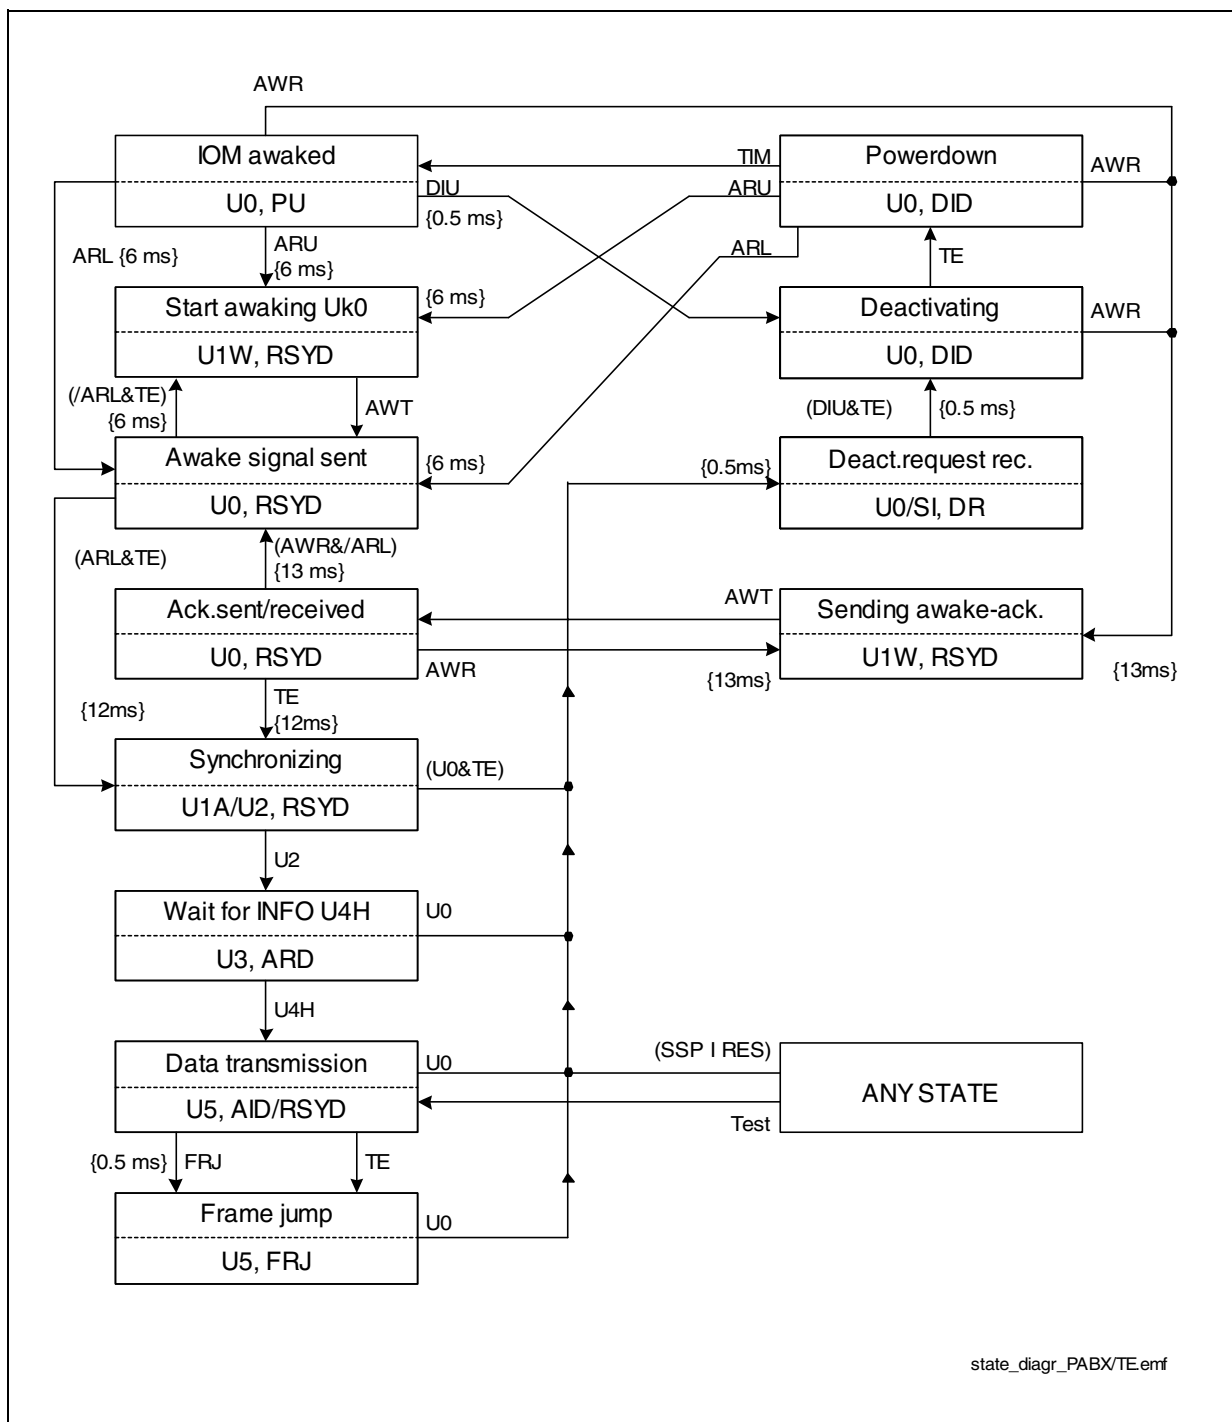 AWR
IOM awaked
TIM
Powerdown
AWR
U0, PU
DIU
ARU
U0, DID
{0.5 ms}
ARL {6 ms}
ARU
{6 ms}
ARL
TE
Start awaking Uk0
{6 ms}
Deactivating
AWR
U1W, RSYD
U0, DID
(/ARL&TE)
{6 ms}
AWT
(DIU&TE)
{0.5 ms}
Awake signal sent
{6 ms}
{0.5ms}
Deact.request rec.
U0, RSYD
U0/SI, DR
(ARL&TE)
(AWR&/ARL)
{13 ms}
Ack.sent/received
AWT
Sending awake-ack.
U0, RSYD
AWR
U1W, RSYD
{13ms}
{13ms}
{12ms}
TE
{12ms}
Synchronizing
(U0&TE)
U1A/U2, RSYD
U2
Wait for INFO U4H
U0
U3, ARD
U4H
Data transmission
U0
(SSP I RES)
ANY STATE
U5, AID/RSYD
Test
{0.5 ms}
FRJ
TE
Frame jump
U0
U5, FRJ
state_diagr_PABX/TE.emf